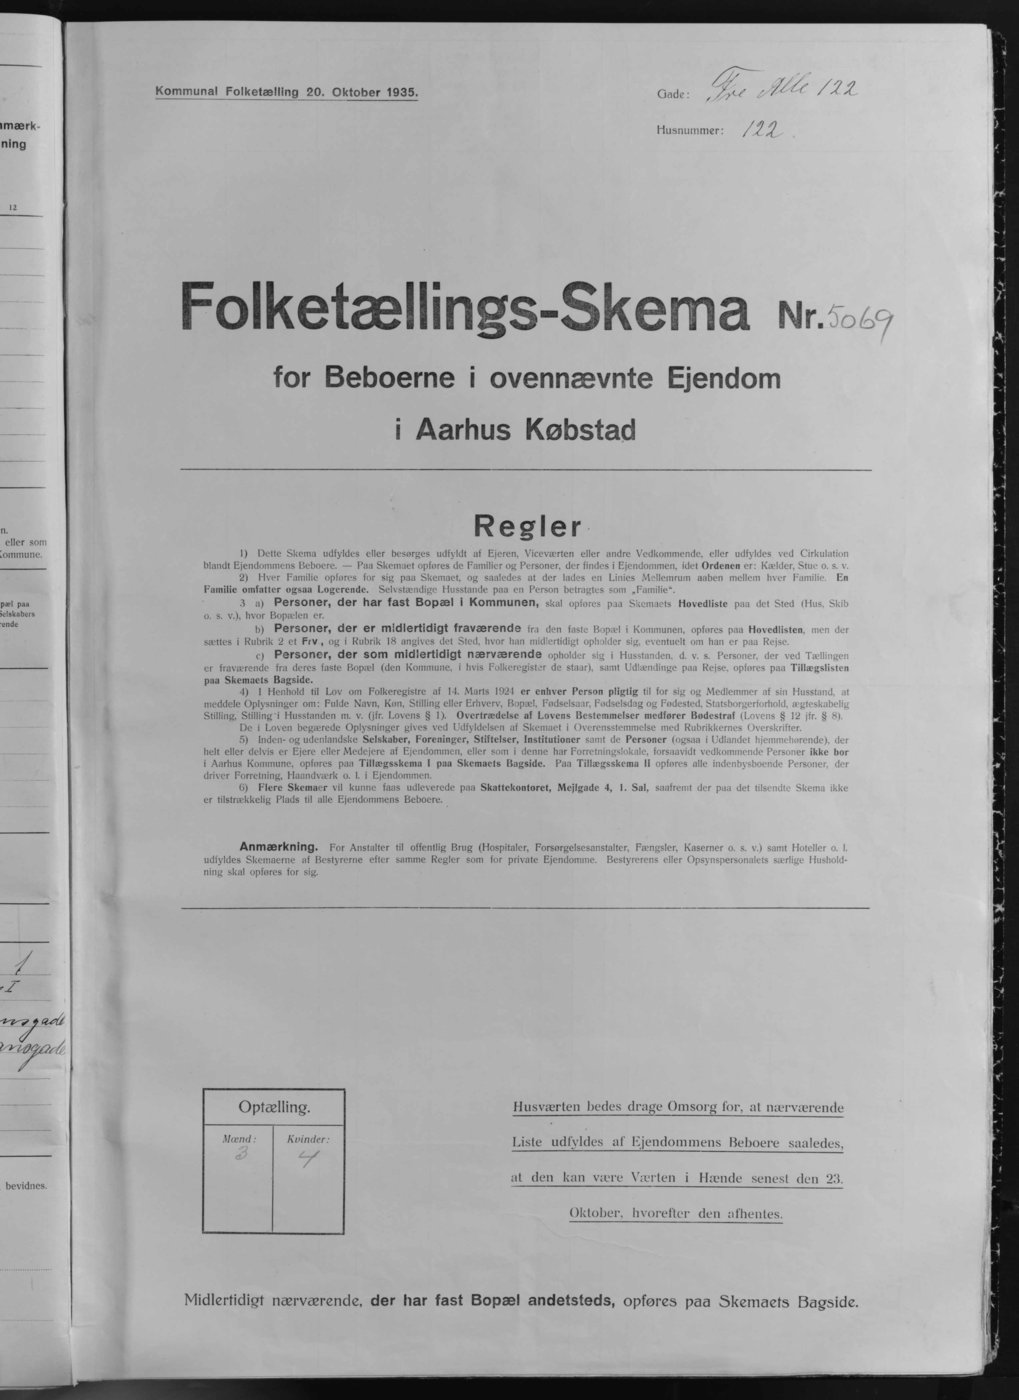 mærk-
ning
12
n.
eller som
Kommune.
pæl paa
Selskabers
rende
1
I
nsgade
ansgade
bevidnes.
Kommunal Folketælling 20. Oktober 1935.
Gade: Fre Alle 122
Husnummer: 122.
Folketællings-Skema Nr. 5069
for Beboerne i ovennævnte Ejendom
i Aarhus Købstad
Regler
1) Dette Skema udfyldes eller besørges udfyldt af Ejeren, Viceværten eller andre Vedkommende, eller udfyldes ved Cirkulation
blandt Ejendommens Beboere. — Paa Skemaet opføres de Familier og Personer, der findes i Ejendommen, idet Ordenen er: Kælder, Stue o. s. v.
2) Hver Familie opføres for sig paa Skemaet, og saaledes at der lades en Linies Mellemrum aaben mellem hver Familie. En
Familie omfatter ogsaa Logerende. Selvstændige Husstande paa en Person betragtes som „Familie“.
3 a) Personer, der har fast Bopæl i Kommunen, skal opføres paa Skemaets Hovedliste paa det Sted (Hus, Skib
o. s. v.), hvor Bopælen er.
b) Personer, der er midlertidigt fraværende fra den faste Bopæl i Kommunen, opføres paa Hovedlisten, men der
sættes i Rubrik 2 et Frv., og i Rubrik 18 angives det Sted, hvor han midlertidigt opholder sig, eventuelt om han er paa Rejse.
c) Personer, der som midlertidigt nærværende opholder sig i Husstanden, d. v. s. Personer, der ved Tællingen
er fraværende fra deres faste Bopæl (den Kommune, i hvis Folkeregister de staar), samt Udlændinge paa Rejse, opføres paa Tillægslisten
paa Skemaets Bagside.
4) I Henhold til Lov om Folkeregistre af 14. Marts 1924 er enhver Person pligtig til for sig og Medlemmer af sin Husstand, at
meddele Oplysninger om: Fulde Navn, Køn, Stilling eller Erhverv, Bopæl, Fødselsaar, Fødselsdag og Fødested, Statsborgerforhold, ægteskabelig
Stilling, Stilling i Husstanden m. v. (jfr. Lovens § 1). Overtrædelse af Lovens Bestemmelser medfører Bødestraf (Lovens § 12 jfr. § 8).
De i Loven begærede Oplysninger gives ved Udfyldelsen af Skemaet i Overensstemmelse med Rubrikkernes Overskrifter.
5) Inden- og udenlandske Selskaber, Foreninger, Stiftelser, Institutioner samt de Personer (ogsaa i Udlandet hjemmehørende), der
helt eller delvis er Ejere eller Medejere af Ejendommen, eller som i denne har Forretningslokale, forsaavidt vedkommende Personer ikke bor
i Aarhus Kommune, opføres paa Tillægsskema I paa Skemaets Bagside. Paa Tillægsskema II opføres alle indenbysboende Personer, der
driver Forretning, Haandværk o. l. i Ejendommen.
6) Flere Skemaer vil kunne faas udleverede paa Skattekontoret, Mejlgade 4, 1. Sal, saafremt der paa det tilsendte Skema ikke
er tilstrækkelig Plads til alle Ejendommens Beboere.
Anmærkning. For Anstalter til offentlig Brug (Hospitaler, Forsørgelsesanstalter, Fængsler, Kaserner o. s. v.) samt Hoteller o. l.
udfyldes Skemaerne af Bestyrerne efter samme Regler som for private Ejendomme. Bestyrerens eller Opsynspersonalets særlige Hushold-
ning skal opføres for sig.
Optælling.
Mænd: Kvinder:
3 4
Husværten bedes drage Omsorg for, at nærværende
Liste udfyldes af Ejendommens Beboere saaledes,
at den kan være Værten i Hænde senest den 23.
Oktober, hvorefter den afhentes.
Midlertidigt nærværende, der har fast Bopæl andetsteds, opføres paa Skemaets Bagside.